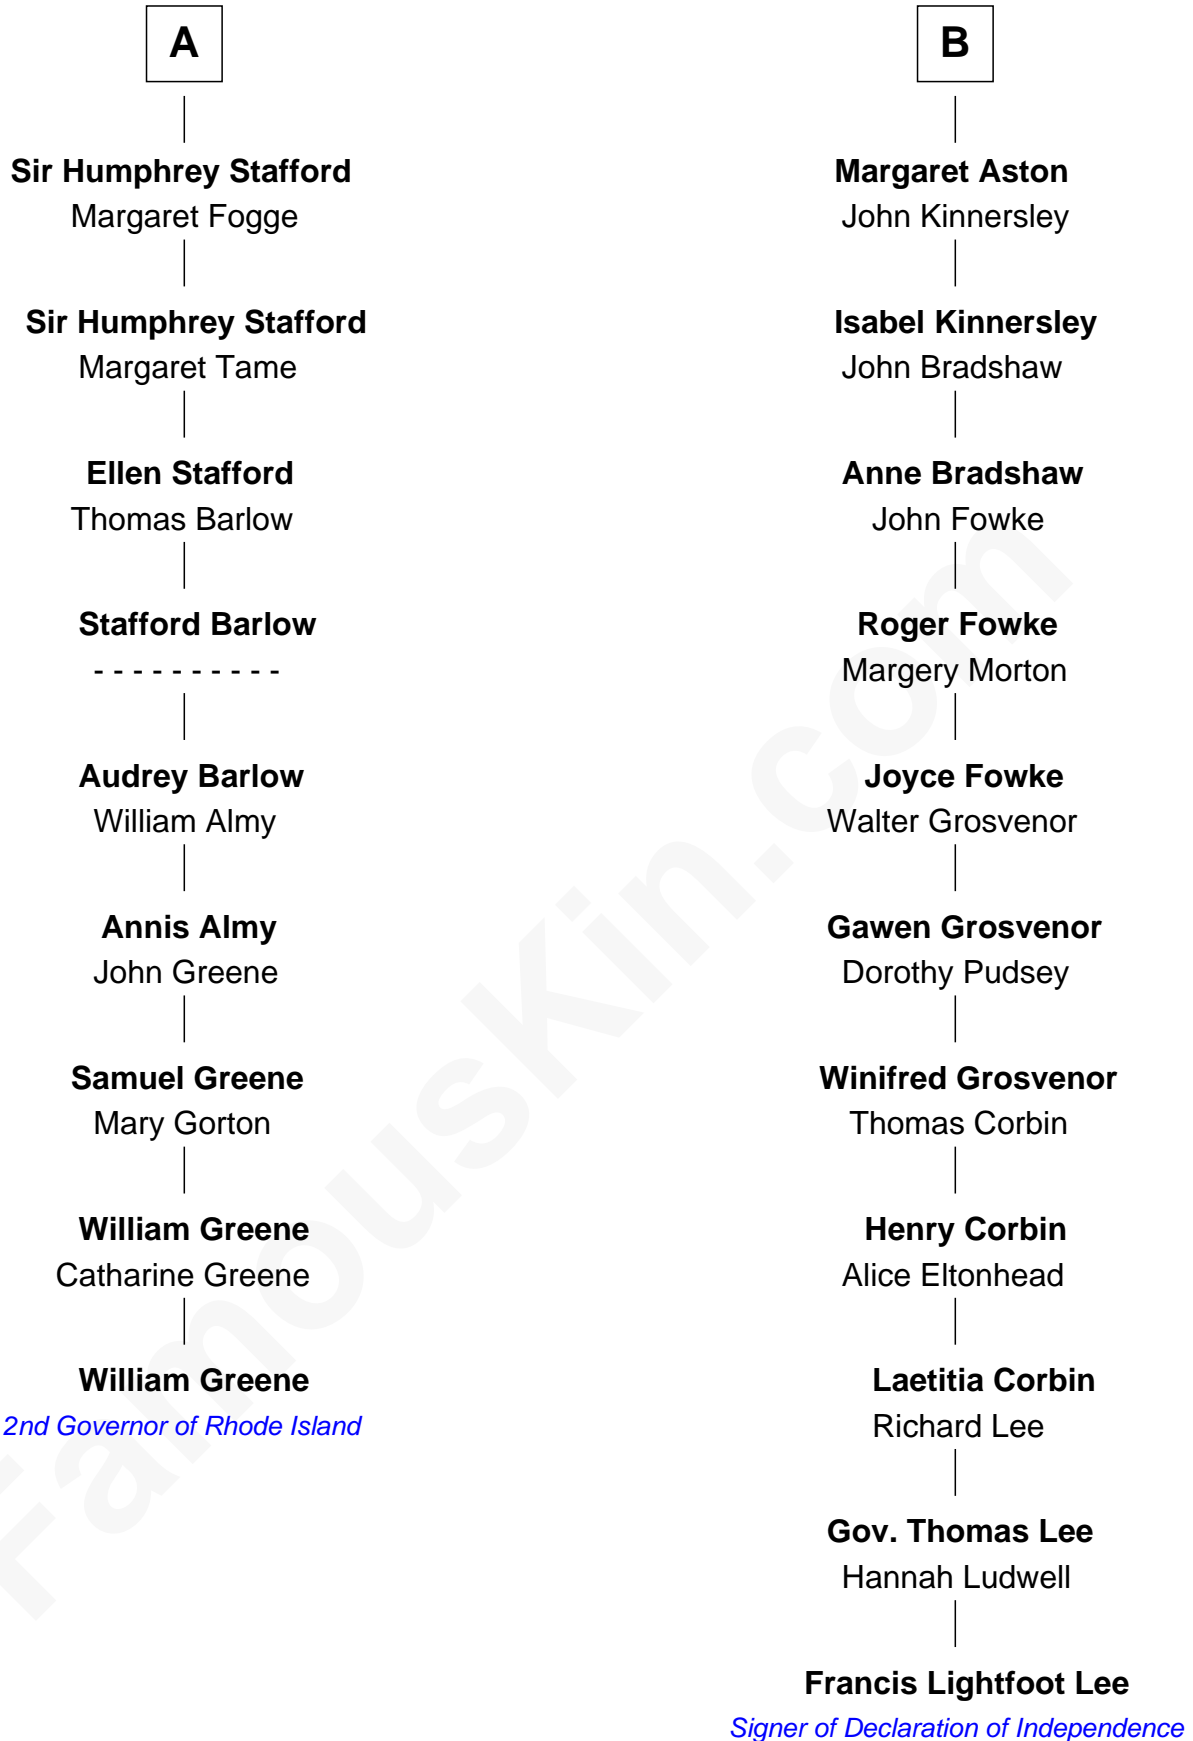 A
Sir Humphrey Stafford
Margaret Fogge
Sir Humphrey Stafford
Margaret Tame
Ellen Stafford
Thomas Barlow
Stafford Barlow
- - - - - - - - - -
Audrey Barlow
William Almy
Annis Almy
John Greene
Samuel Greene
Mary Gorton
William Greene
Catharine Greene
William Greene
2nd Governor of Rhode Island
B
Margaret Aston
John Kinnersley
Isabel Kinnersley
John Bradshaw
Anne Bradshaw
John Fowke
Roger Fowke
Margery Morton
Joyce Fowke
Walter Grosvenor
Gawen Grosvenor
Dorothy Pudsey
Winifred Grosvenor
Thomas Corbin
Henry Corbin
Alice Eltonhead
Laetitia Corbin
Richard Lee
Gov. Thomas Lee
Hannah Ludwell
Francis Lightfoot Lee
Signer of Declaration of Independence
FamousKin.com